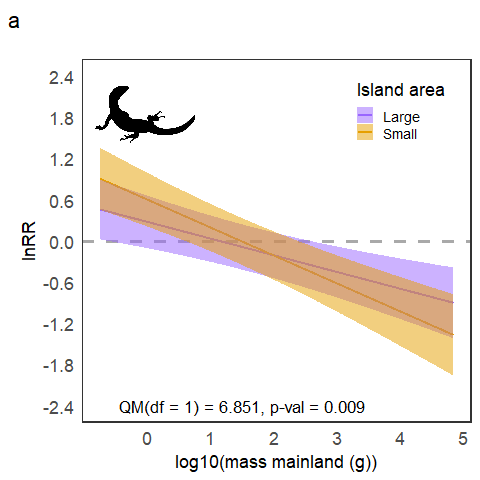 a
Island area
Large
Small
2.4
1.8
1.2
0.6
0.0
-0.6
-1.2
-1.8
-2.4
lnRR
QM(df = 1) = 6.851, p-val = 0.009
0 1 2 3 4 5
log10(mass mainland (g))